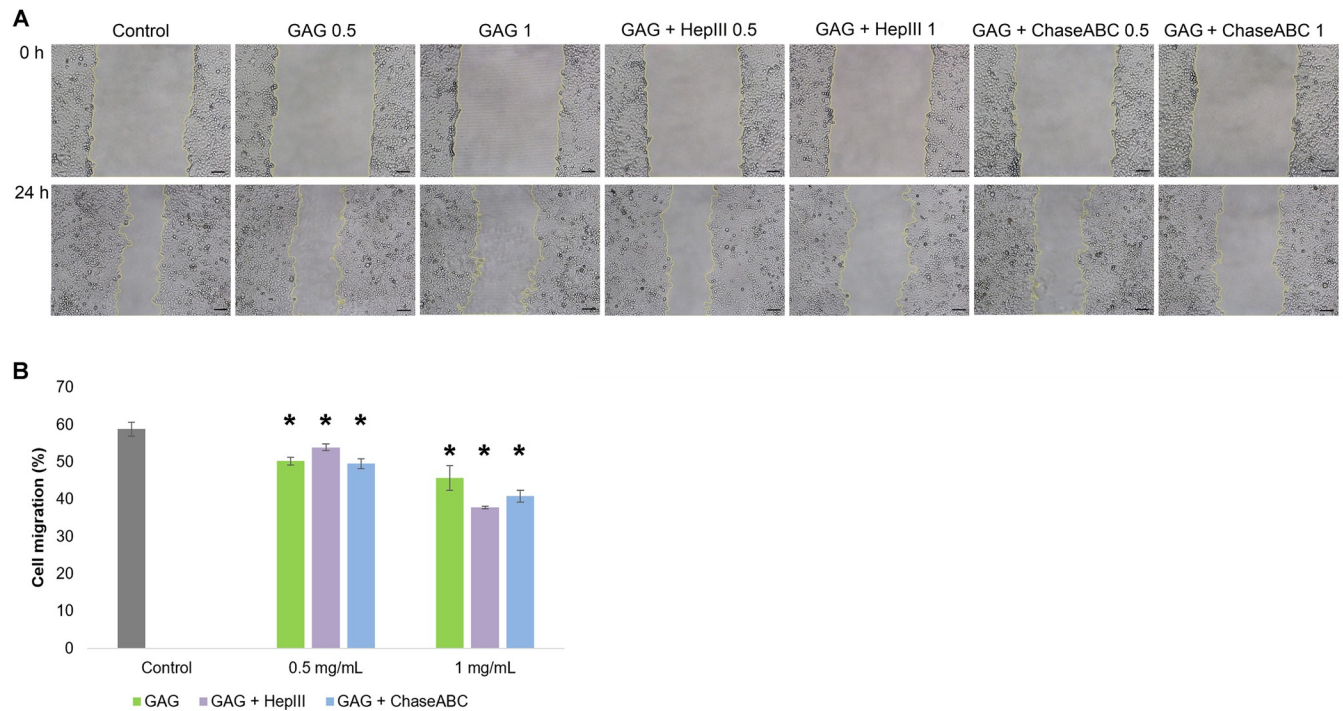 A
Control GAG 0.5 GAG 1 GAG + HepIII 0.5 GAG + HepIII 1 GAG + ChaseABC 0.5 GAG + ChaseABC 1
0 h
24 h
B
70
60
50
40
30
20
10
0
Cell migration (%)
* * * * * *
Control 0.5 mg/mL 1 mg/mL
GAG GAG + HepIII GAG + ChaseABC